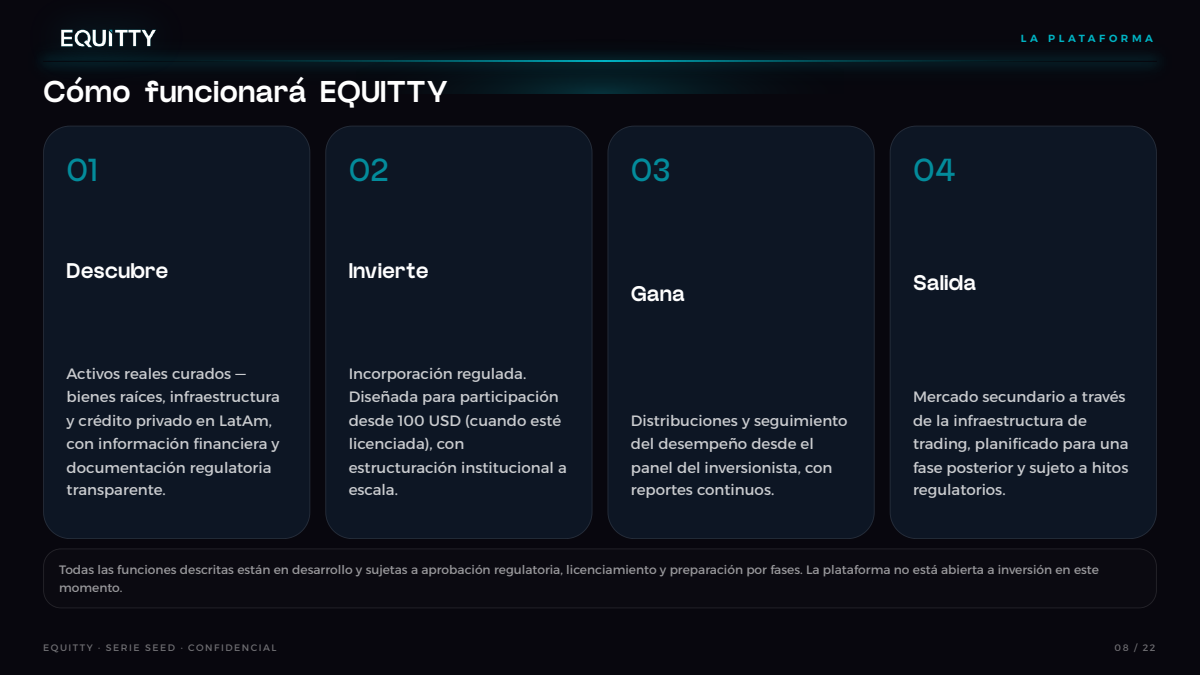 EQUITTY
LA PLATAFORMA
Cómo funcionará EQUITTY
01
Descubre
Activos reales curados —
bienes raíces, infraestructura
y crédito privado en LatAm,
con información financiera y
documentación regulatoria
transparente.
02
Invierte
Incorporación regulada.
Diseñada para participación
desde 100 USD (cuando esté
licenciada), con
estructuración institucional a
escala.
03
Gana
Distribuciones y seguimiento
del desempeño desde el
panel del inversionista, con
reportes continuos.
04
Salida
Mercado secundario a través
de la infraestructura de
trading, planificado para una
fase posterior y sujeto a hitos
regulatorios.
Todas las funciones descritas están en desarrollo y sujetas a aprobación regulatoria, licenciamiento y preparación por fases. La plataforma no está abierta a inversión en este
momento.
EQUITTY · SERIE SEED · CONFIDENCIAL
08 / 22